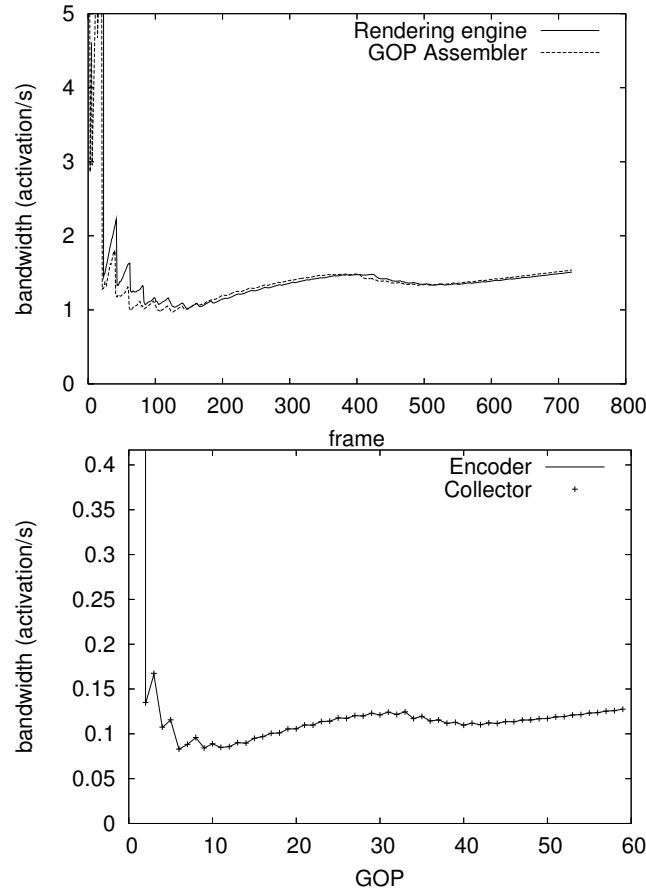 Rendering engine
GOP Assembler
bandwidth (activation/s)
5
4
3
2
1
0
0 100 200 300 400 500 600 700 800
frame
Encoder
Collector
bandwidth (activation/s)
0.4
0.35
0.3
0.25
0.2
0.15
0.1
0.05
0
0 10 20 30 40 50 60
GOP